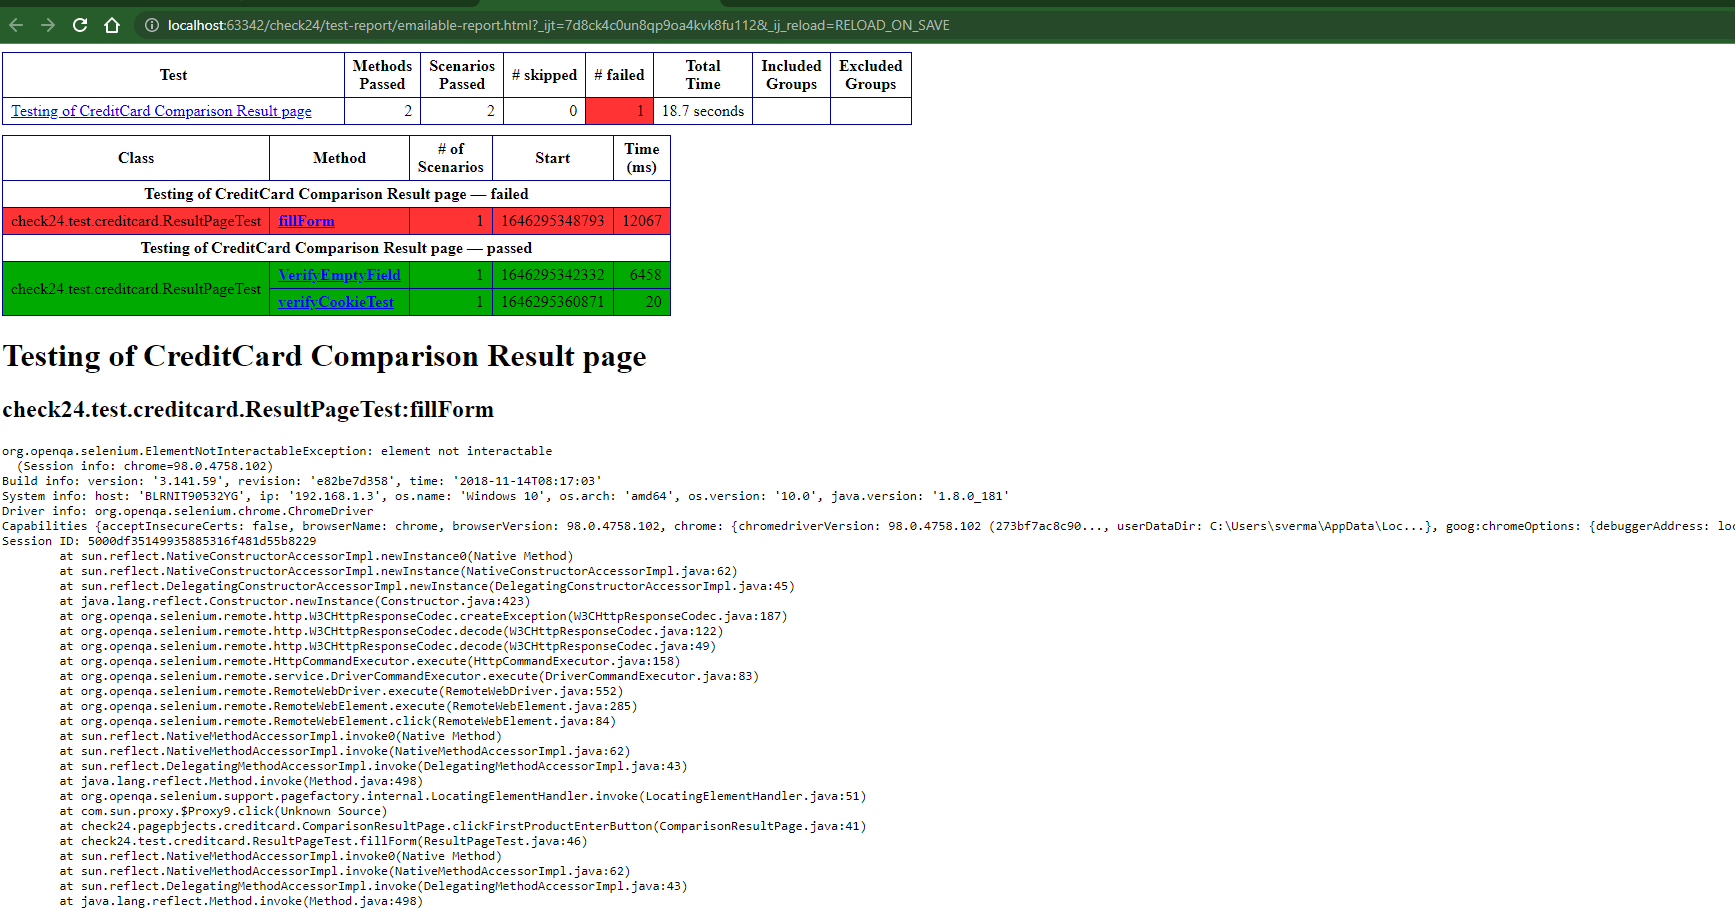 localhost:63342/check24/test-report/emailable-report.html?_ijt=7d8ck4c0un8qp9oa4kvk8fu112&_ij_reload=RELOAD_ON_SAVE
Test Methods Passed Scenarios Passed # skipped # failed Total Time Included Groups Excluded Groups
Testing of CreditCard Comparison Result page 2 2 0 1 18.7 seconds
Class Method # of Scenarios Start Time (ms)
Testing of CreditCard Comparison Result page — failed
check24.test.creditcard.ResultPageTest fillForm 1 1646295348793 12067
Testing of CreditCard Comparison Result page — passed
check24.test.creditcard.ResultPageTest VerifyEmptyField 1 1646295342332 6458
verifyCookieTest 1 1646295360871 20
Testing of CreditCard Comparison Result page
check24.test.creditcard.ResultPageTest:fillForm
org.openqa.selenium.ElementNotInteractableException: element not interactable
(Session info: chrome=98.0.4758.102)
Build info: version: '3.141.59', revision: 'e82be7d358', time: '2018-11-14T08:17:03'
System info: host: 'BLRNIT90532YG', ip: '192.168.1.3', os.name: 'Windows 10', os.arch: 'amd64', os.version: '10.0', java.version: '1.8.0_181'
Driver info: org.openqa.selenium.chrome.ChromeDriver
Capabilities {acceptInsecureCerts: false, browserName: chrome, browserVersion: 98.0.4758.102, chrome: {chromedriverVersion: 98.0.4758.102 (273bf7ac8c90..., userDataDir: C:\Users\sverma\AppData\Loc...}, goog:chromeOptions: {debuggerAddress: loc
Session ID: 5000df35149935885316f481d55b8229
at sun.reflect.NativeConstructorAccessorImpl.newInstance0(Native Method)
at sun.reflect.NativeConstructorAccessorImpl.newInstance(NativeConstructorAccessorImpl.java:62)
at sun.reflect.DelegatingConstructorAccessorImpl.newInstance(DelegatingConstructorAccessorImpl.java:45)
at java.lang.reflect.Constructor.newInstance(Constructor.java:423)
at org.openqa.selenium.remote.http.W3CHttpResponseCodec.createException(W3CHttpResponseCodec.java:187)
at org.openqa.selenium.remote.http.W3CHttpResponseCodec.decode(W3CHttpResponseCodec.java:122)
at org.openqa.selenium.remote.http.W3CHttpResponseCodec.decode(W3CHttpResponseCodec.java:49)
at org.openqa.selenium.remote.HttpCommandExecutor.execute(HttpCommandExecutor.java:158)
at org.openqa.selenium.remote.service.DriverCommandExecutor.execute(DriverCommandExecutor.java:83)
at org.openqa.selenium.remote.RemoteWebDriver.execute(RemoteWebDriver.java:552)
at org.openqa.selenium.remote.RemoteWebElement.execute(RemoteWebElement.java:285)
at org.openqa.selenium.remote.RemoteWebElement.click(RemoteWebElement.java:84)
at sun.reflect.NativeMethodAccessorImpl.invoke0(Native Method)
at sun.reflect.NativeMethodAccessorImpl.invoke(NativeMethodAccessorImpl.java:62)
at sun.reflect.DelegatingMethodAccessorImpl.invoke(DelegatingMethodAccessorImpl.java:43)
at java.lang.reflect.Method.invoke(Method.java:498)
at org.openqa.selenium.support.pagefactory.internal.LocatingElementHandler.invoke(LocatingElementHandler.java:51)
at com.sun.proxy.$Proxy9.click(Unknown Source)
at check24.pagepbjects.creditcard.ComparisonResultPage.clickFirstProductEnterButton(ComparisonResultPage.java:41)
at check24.test.creditcard.ResultPageTest.fillForm(ResultPageTest.java:46)
at sun.reflect.NativeMethodAccessorImpl.invoke0(Native Method)
at sun.reflect.NativeMethodAccessorImpl.invoke(NativeMethodAccessorImpl.java:62)
at sun.reflect.DelegatingMethodAccessorImpl.invoke(DelegatingMethodAccessorImpl.java:43)
at java.lang.reflect.Method.invoke(Method.java:498)